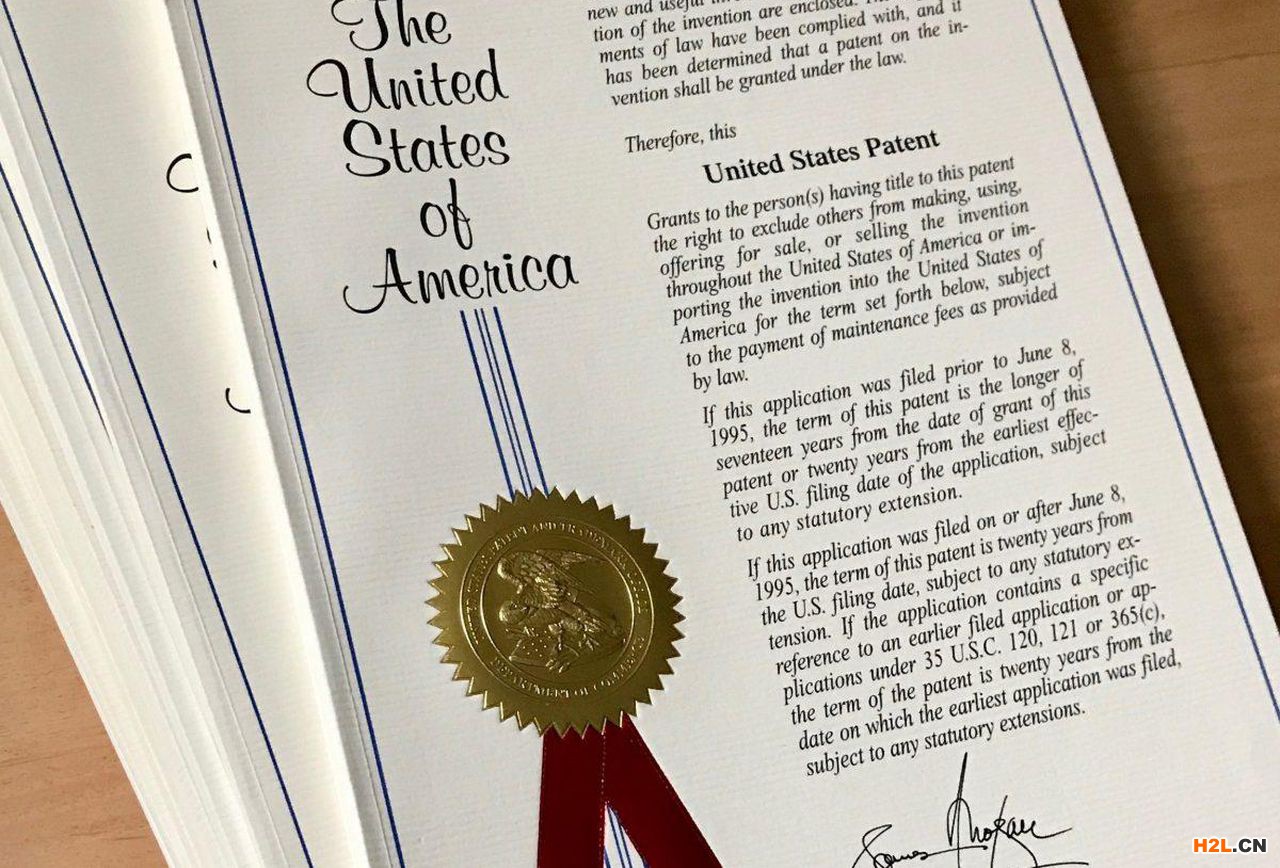 The
United
States
of
America
new and useful
tion of the invention are enclosed.
ments of law have been complied with, and it
has been determined that a patent on the in-
vention shall be granted under the law.
Therefore, this
United States Patent
Grants to the person(s) having title to this patent
the right to exclude others from making, using,
offering for sale, or selling the invention
throughout the United States of America or im-
porting the invention into the United States of
America for the term set forth below, subject
to the payment of maintenance fees as provided
by law.
If this application was filed prior to June 8,
1995, the term of this patent is the longer of
seventeen years from the date of grant of this
patent or twenty years from the earliest effec-
tive U.S. filing date of the application, subject
to any statutory extension.
If this application was filed on or after June 8,
1995, the term of this patent is twenty years from
the U.S. filing date, subject to any statutory ex-
tension. If the application contains a specific
reference to an earlier filed application or ap-
plications under 35 U.S.C. 120, 121 or 365(c),
the term of the patent is twenty years from the
date on which the earliest application was filed,
subject to any statutory extensions.
PATENT AND TRADEMARK OFFICE
DEPARTMENT OF COMMERCE
H2L.CN